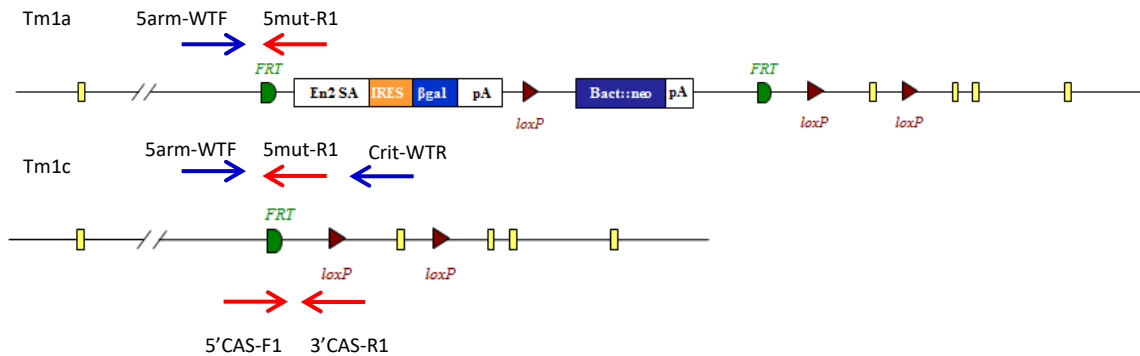 Tm1a 5arm-WTF 5mut-R1
FRT FRT
En2 SA IRES βgal pA Bact::neo pA
loxP loxP loxP
5arm-WTF 5mut-R1 Crit-WTR
Tm1c
FRT
loxP loxP
5'CAS-F1 3'CAS-R1